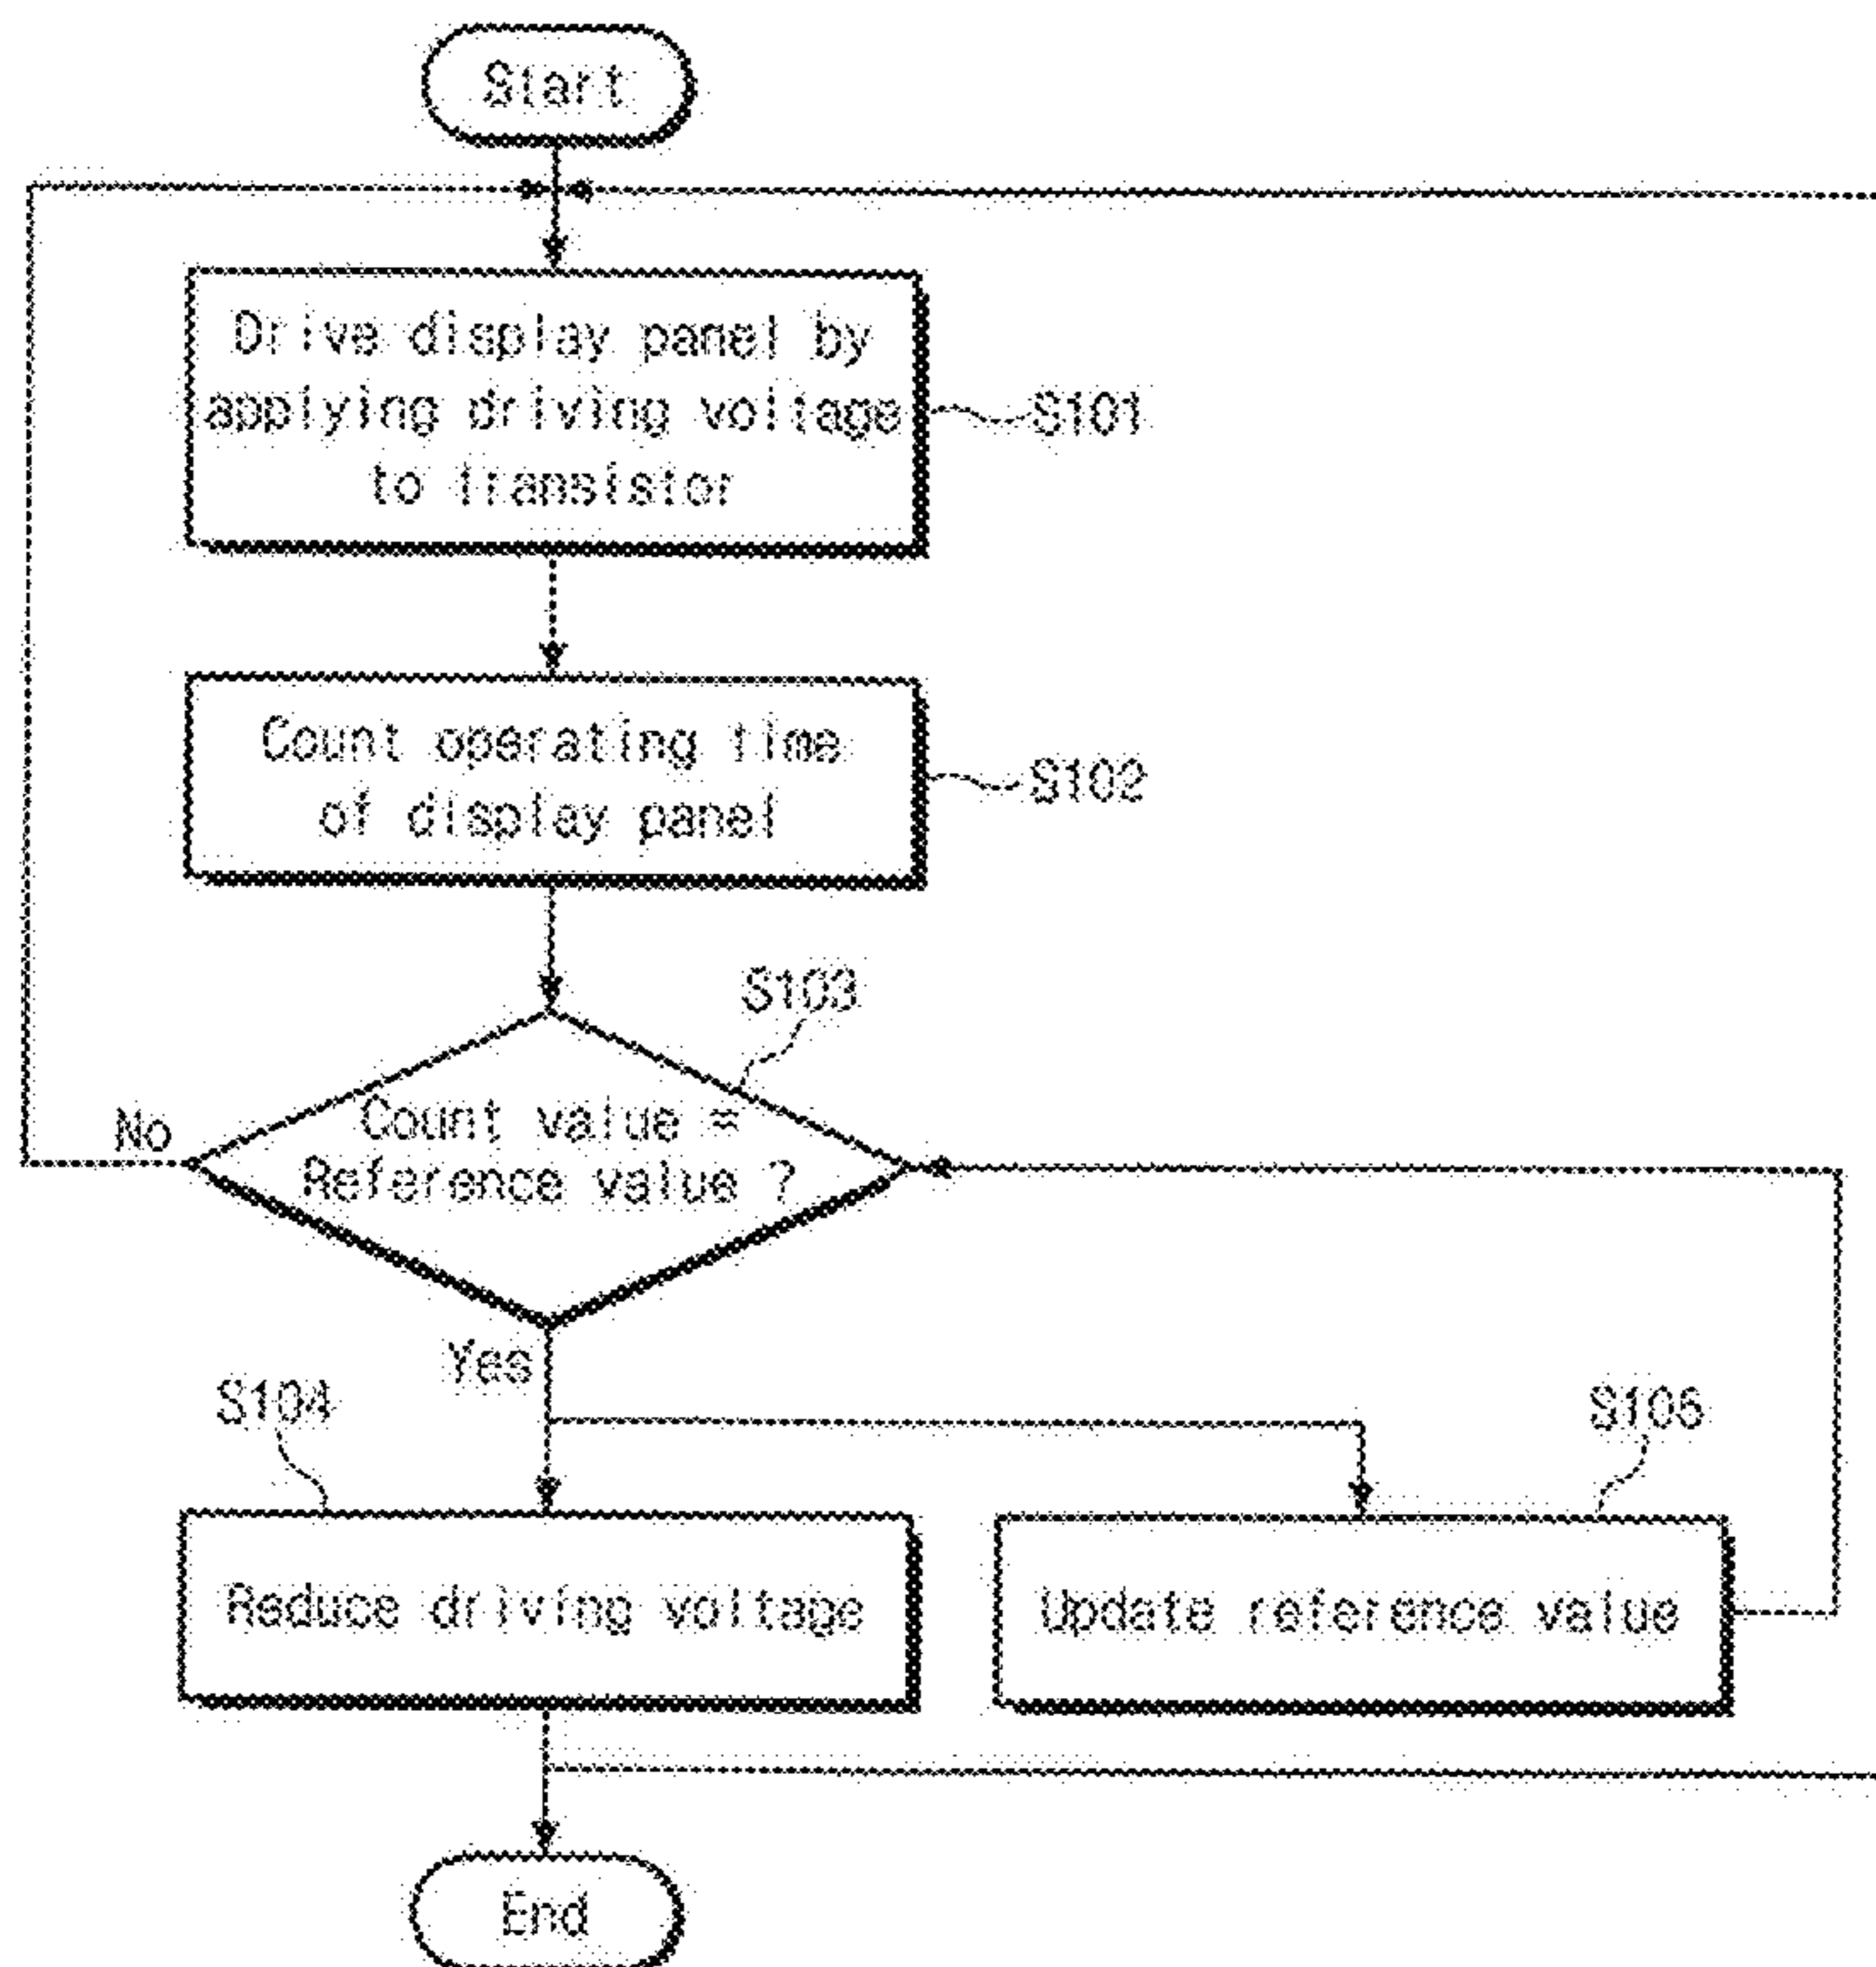 Start
Drive display panel by
applying driving voltage
to transistor
S101
Count operating time
of display panel
S102
S103
Count value =
Reference value ?
No
Yes
S104
S105
Reduce driving voltage
Update reference value
End